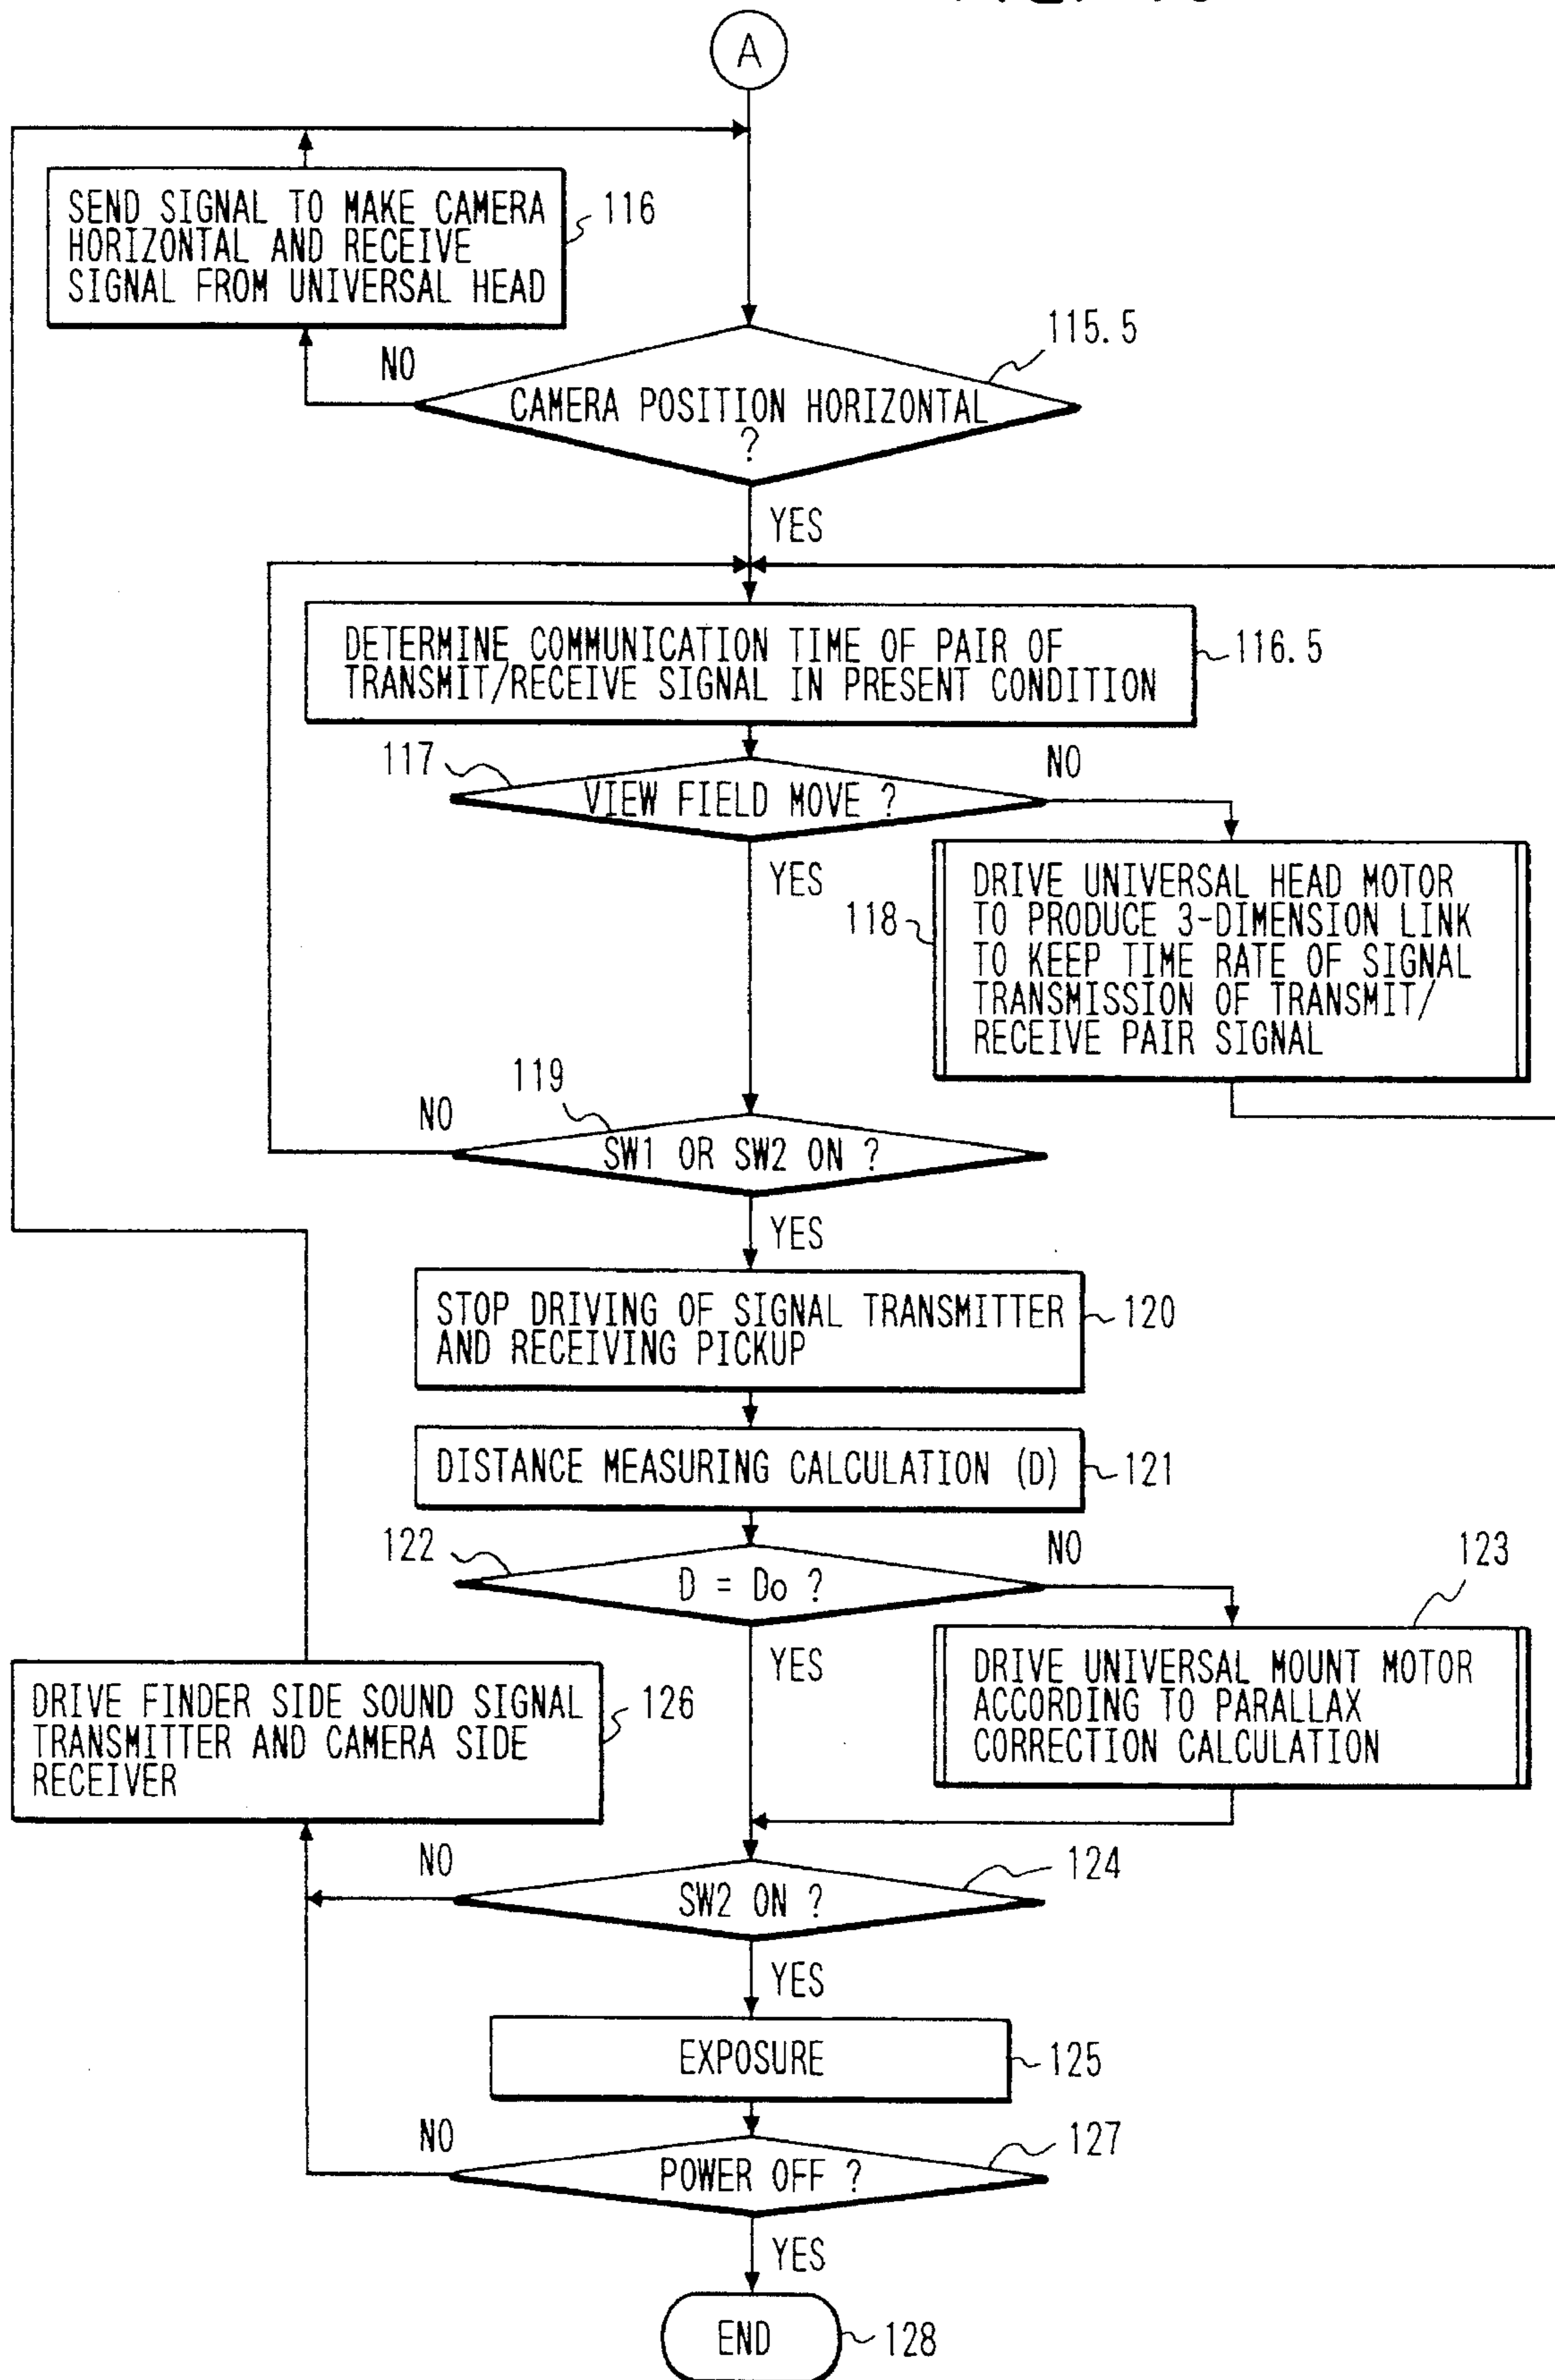 A
SEND SIGNAL TO MAKE CAMERA
HORIZONTAL AND RECEIVE
SIGNAL FROM UNIVERSAL HEAD
116
115.5
NO
CAMERA POSITION HORIZONTAL
?
YES
DETERMINE COMMUNICATION TIME OF PAIR OF
TRANSMIT/RECEIVE SIGNAL IN PRESENT CONDITION
116.5
117
NO
VIEW FIELD MOVE ?
YES
118
DRIVE UNIVERSAL HEAD MOTOR
TO PRODUCE 3-DIMENSION LINK
TO KEEP TIME RATE OF SIGNAL
TRANSMISSION OF TRANSMIT/
RECEIVE PAIR SIGNAL
119
NO
SW1 OR SW2 ON ?
YES
STOP DRIVING OF SIGNAL TRANSMITTER
AND RECEIVING PICKUP
120
DISTANCE MEASURING CALCULATION (D)
121
122
NO
123
D = Do ?
YES
DRIVE UNIVERSAL MOUNT MOTOR
ACCORDING TO PARALLAX
CORRECTION CALCULATION
DRIVE FINDER SIDE SOUND SIGNAL
TRANSMITTER AND CAMERA SIDE
RECEIVER
126
NO
124
SW2 ON ?
YES
EXPOSURE
125
NO
127
POWER OFF ?
YES
END
128